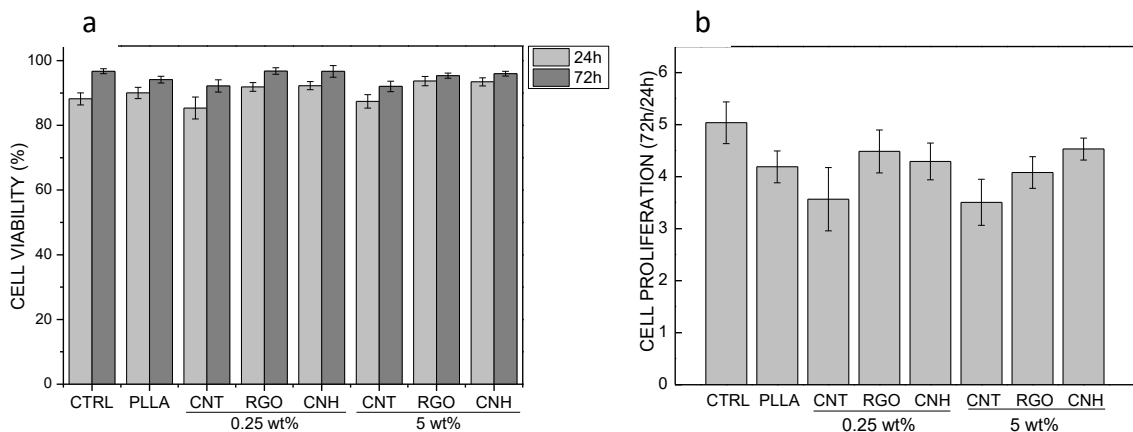 a
CELL VIABILITY (%)
100
80
60
40
20
0
24h
72h
CTRL PLLA CNT RGO CNH CNT RGO CNH
0.25 wt% 5 wt%
b
CELL PROLIFERATION (72h/24h)
6
5
4
3
2
1
0
CTRL PLLA CNT RGO CNH CNT RGO CNH
0.25 wt% 5 wt%